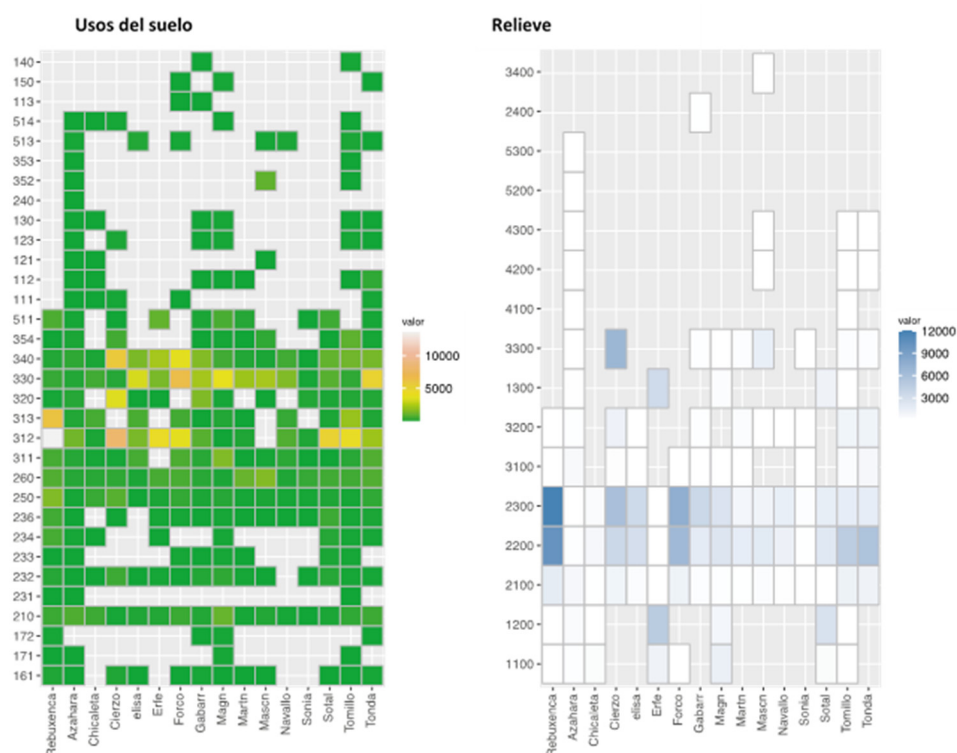 Usos del suelo
140
150
113
514
513
353
352
240
130
123
121
112
111
511
354
340
330
320
313
312
311
260
250
236
234
233
232
231
210
172
171
161
Rebuxenca
Azahara
Chicaleta
Cierzo
elisa
Erfe
Forco
Gabarr
Magn
Martn
Mascn
Navallo
Sonia
Sotal
Tomillo
Tonda
valor
10000
5000
Relieve
3400
2400
5300
5200
4300
4200
4100
3300
1300
3200
3100
2300
2200
2100
1200
1100
Rebuxenca
Azahara
Chicaleta
Cierzo
elisa
Erfe
Forco
Gabarr
Magn
Martn
Mascn
Navallo
Sonia
Sotal
Tomillo
Tonda
valor
12000
9000
6000
3000